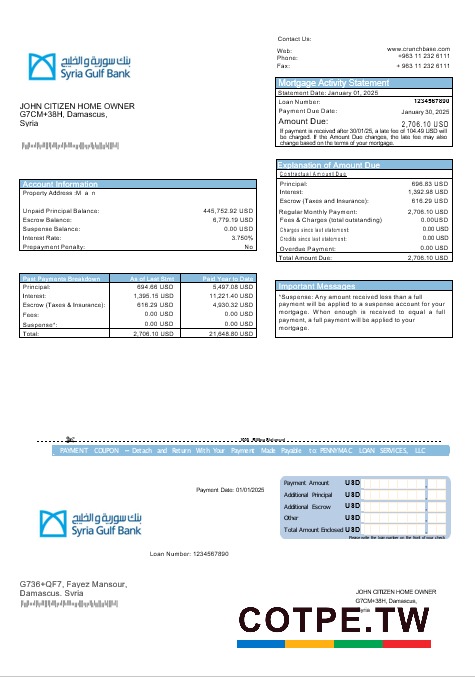 Contact Us:
Web: www.crunchbase.com
Phone: +963 11 232 6111
Fax: + 963 11 232 6111
بنك سورية والخليج
Syria Gulf Bank
Mortgage Activity Statement
Statement Date: January 01, 2025
Loan Number: 1234567890
Payment Due Date: January 30, 2025
Amount Due: 2,706.10 USD
If payment is received after 30/01/25, a late fee of 104.49 USD will
be charged. If the Amount Due changes, the late fee may also
change based on the terms of your mortgage.
JOHN CITIZEN HOME OWNER
G7CM+38H, Damascus,
Syria
Explanation of Amount Due
Contractual Amount Due
Principal: 696.83 USD
Interest: 1,392.98 USD
Escrow (Taxes and Insurance): 616.29 USD
Regular Monthly Payment: 2,706.10 USD
Fees & Charges (total outstanding) 0.00USD
Charges since last statement: 0.00 USD
Credits since last statement: 0.00 USD
Overdue Payment: 0.00 USD
Total Amount Due: 2,706.10 USD
Account Information
Property Address :M a n
Unpaid Principal Balance: 445,752.92 USD
Escrow Balance: 6,779.19 USD
Suspense Balance: 0.00 USD
Interest Rate: 3.750%
Prepayment Penalty: No
Past Payments Breakdown As of Last Stmt Paid Year to Date
Principal: 694.66 USD 5,497.08 USD
Interest: 1,395.15 USD 11,221.40 USD
Escrow (Taxes & Insurance): 616.29 USD 4,930.32 USD
Fees: 0.00 USD 0.00 USD
Suspense*: 0.00 USD 0.00 USD
Total: 2,706.10 USD 21,648.80 USD
Important Messages
*Suspense: Any amount received less than a full
payment will be applied to a suspense account for your
mortgage. When enough is received to equal a full
payment, a full payment will be applied to your
mortgage.
PAYMENT COUPON – Detach and Return With Your Payment Made Payable to: PENNYMAC LOAN SERVICES, LLC
Payment Date: 01/01/2025
Payment Amount USD
Additional Principal USD
Additional Escrow USD
Other USD
Total Amount Enclosed USD
Please write the loan number on the front of your check.
بنك سورية والخليج
Syria Gulf Bank
Loan Number: 1234567890
G736+QF7, Fayez Mansour,
Damascus. Syria
JOHN CITIZEN HOME OWNER
G7CM+38H, Damascus,
COTPE.TW